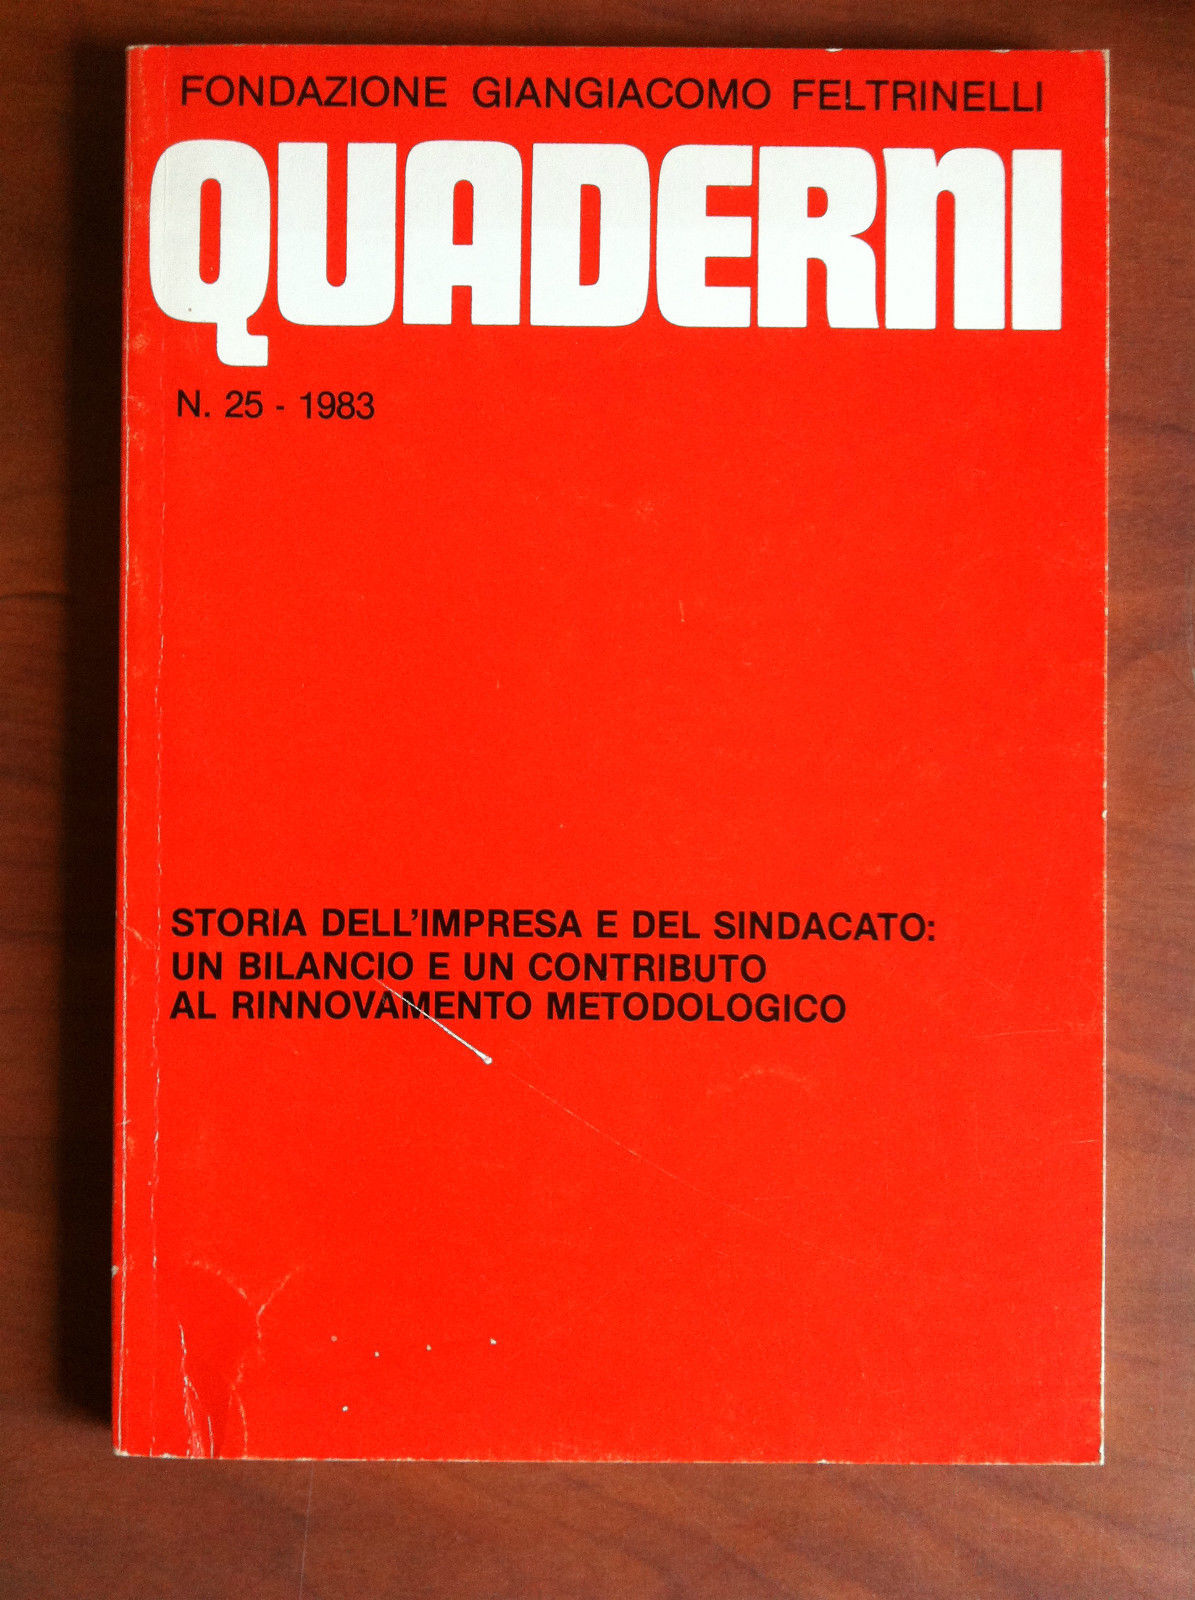 FONDAZIONE GIANGIACOMO FELTRINELLI
QUADERNI
N. 25 - 1983
STORIA DELL'IMPRESA E DEL SINDACATO:
UN BILANCIO E UN CONTRIBUTO
AL RINNOVAMENTO METODOLOGICO